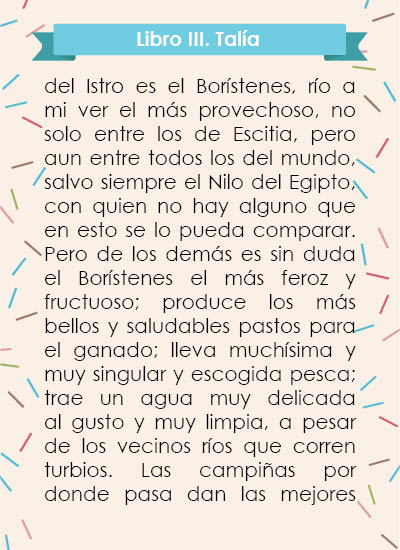 Libro III. Talía
del Istro es el Borístenes, río a
mi ver el más provechoso, no
solo entre los de Escitia, pero
aun entre todos los del mundo,
salvo siempre el Nilo del Egipto,
con quien no hay alguno que
en esto se lo pueda comparar.
Pero de los demás es sin duda
el Borístenes el más feroz y
fructuoso; produce los más
bellos y saludables pastos para
el ganado; lleva muchísima y
muy singular y escogida pesca;
trae un agua muy delicada
al gusto y muy limpia, a pesar
de los vecinos ríos que corren
turbios. Las campiñas por
donde pasa dan las mejores